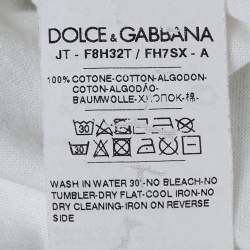 DOLCE & GABBANA
JT - F8H32T / FH7SX - A
100% COTONE-COTTON-ALGODON-
COTON-ALGODÃO-
BAUMWOLLE-ХЛОПОК-棉-
30
WASH IN WATER 30°-NO BLEACH-NO
TUMBLER-DRY FLAT-COOL IRON-NO
DRY CLEANING-IRON ON REVERSE
SIDE